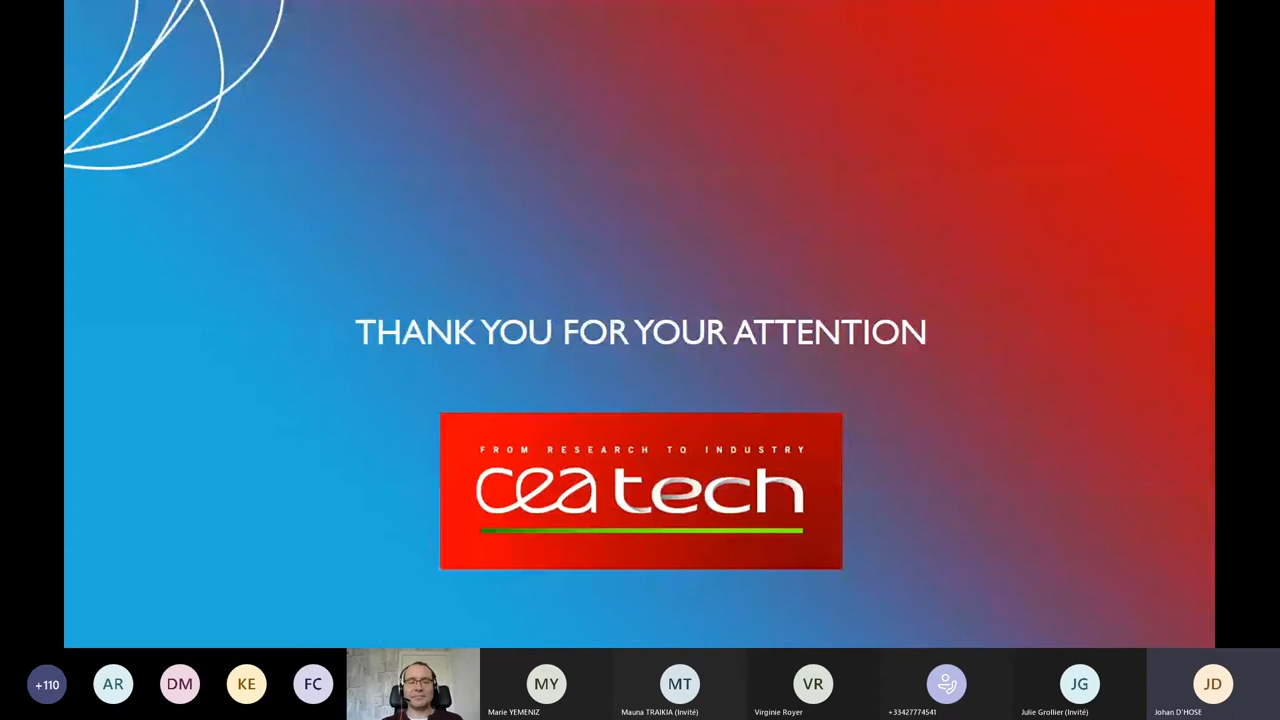 THANK YOU FOR YOUR ATTENTION
FROM RESEARCH TO INDUSTRY
cea tech
+110
AR
DM
KE
FC
MY
MT
VR
JG
JD
Marie YEMENIZ
Mauna TRAIKIA (Invité)
Virginie Royer
+33427774541
Julie Grollier (Invité)
Johan D'HOSE